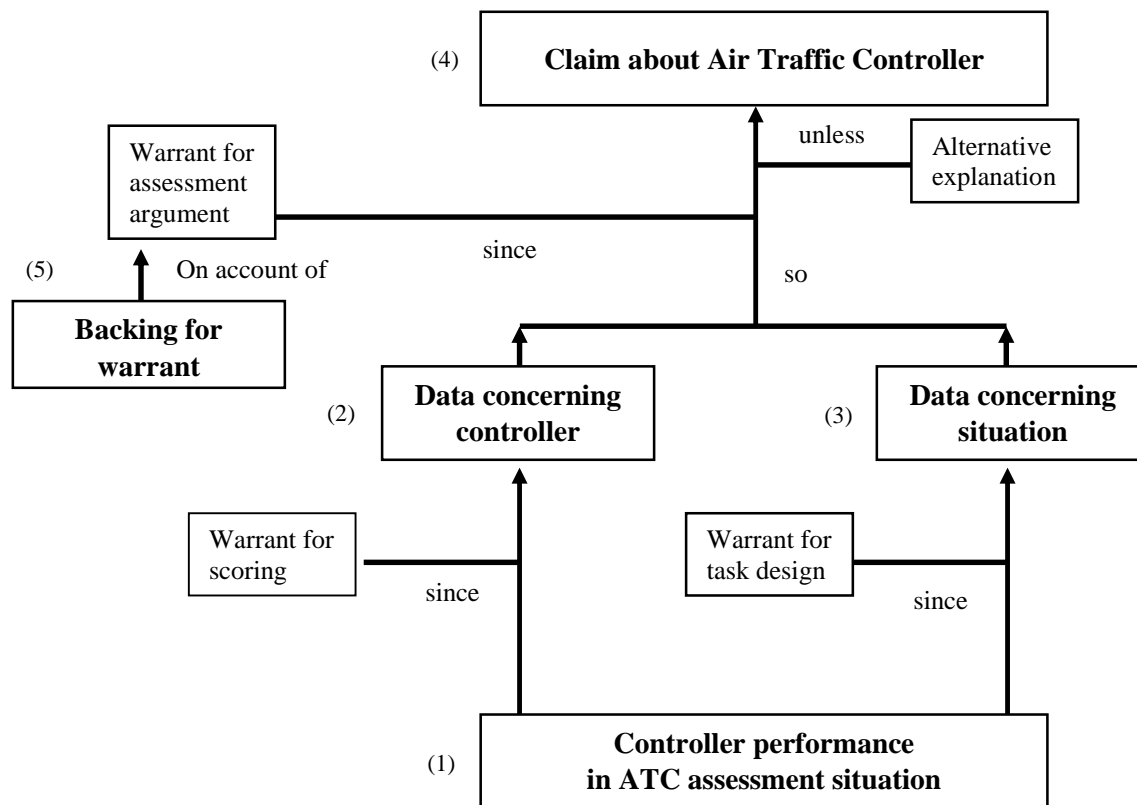 (4)
Claim about Air Traffic Controller
unless
Alternative
explanation
Warrant for
assessment
argument
since
(5)
On account of
so
Backing for
warrant
(2)
Data concerning
controller
(3)
Data concerning
situation
Warrant for
scoring
since
Warrant for
task design
since
(1)
Controller performance
in ATC assessment situation